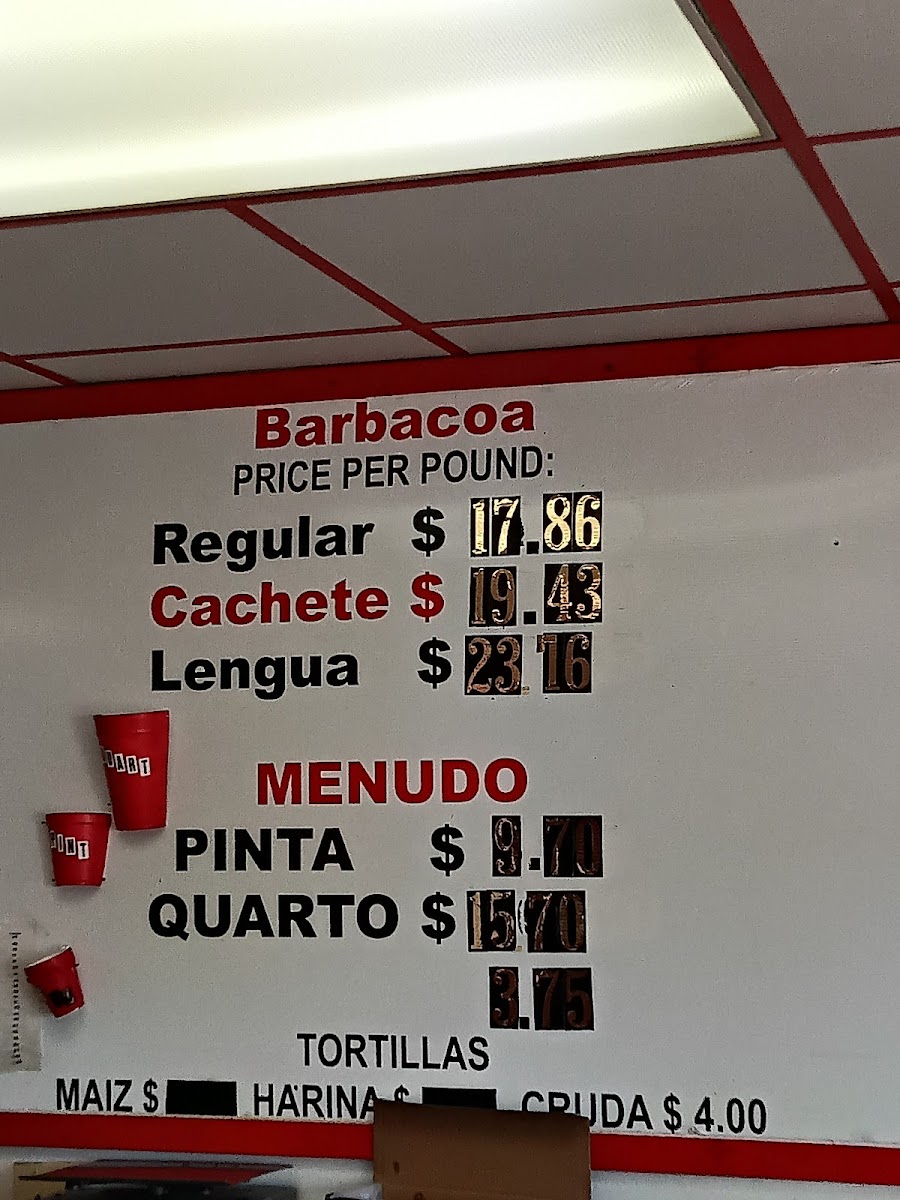 Barbacoa
PRICE PER POUND:
Regular $ 17.86
Cachete $ 19.43
Lengua $ 23.76
MENUDO
PINTA $ 9.70
QUARTO $ 15.70
3.75
TORTILLAS
MAIZ $ HARINA $ CRUDA $ 4.00